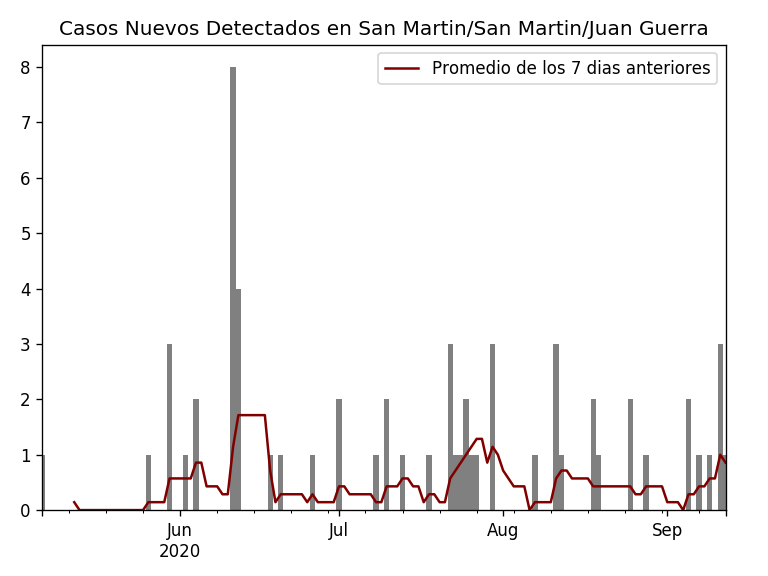 Casos Nuevos Detectados en San Martin/San Martin/Juan Guerra
Promedio de los 7 dias anteriores
8
7
6
5
4
3
2
1
0
Jun
2020
Jul
Aug
Sep